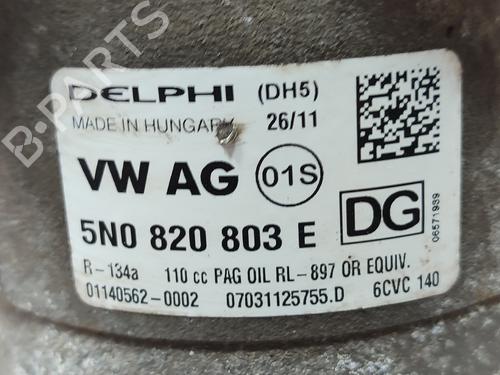 DELPHI (DH5)
MADE IN HUNGARY 26/11
VW AG 01S
5N0 820 803 E DG
06571939
R-134a 110 cc PAG OIL RL-897 OR EQUIV.
01140562-0002 07031125755.D 6CVC 140
B-PARTS